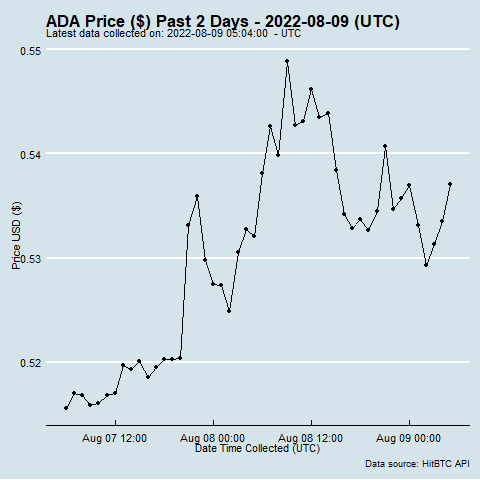 ADA Price ($) Past 2 Days - 2022-08-09 (UTC)
Latest data collected on: 2022-08-09 05:04:00 - UTC
0.55
0.54
0.53
0.52
Price USD ($)
Aug 07 12:00 Aug 08 00:00 Aug 08 12:00 Aug 09 00:00
Date Time Collected (UTC)
Data source: HitBTC API